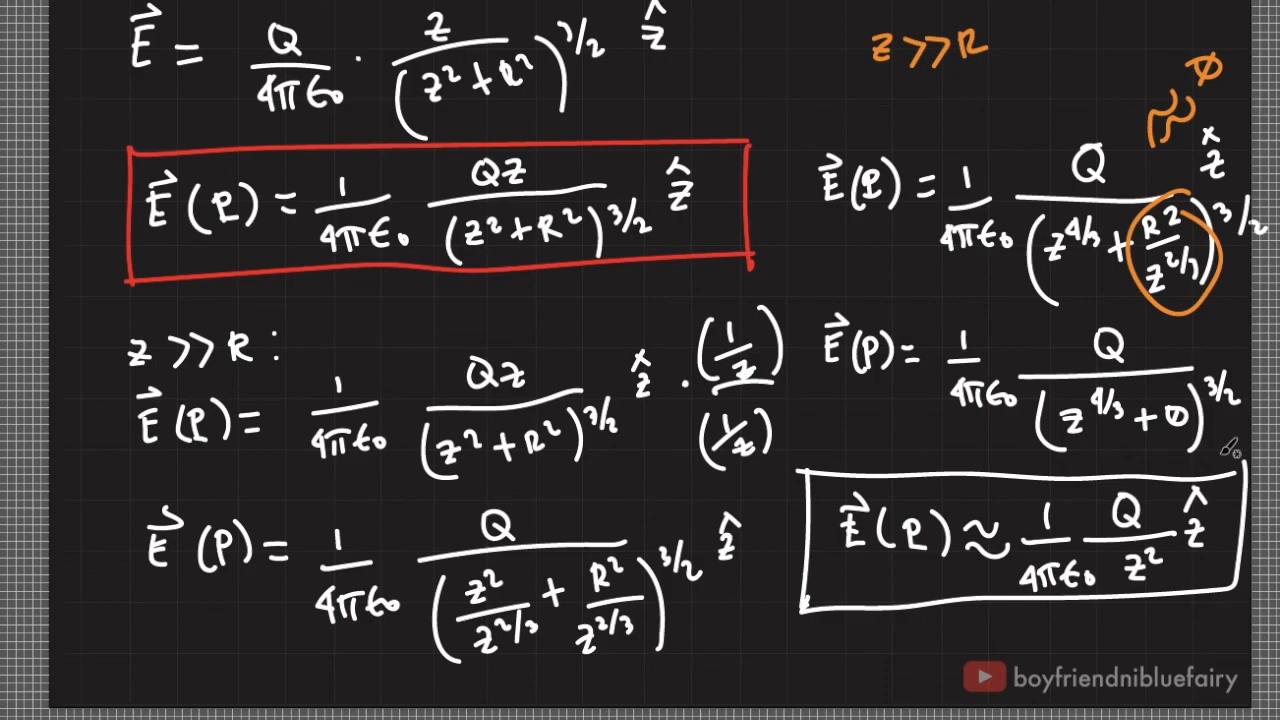 E⃗ = Q/(4πϵ₀) · z/(z² + R²)^(3/2) ẑ
E⃗(P) = 1/(4πϵ₀) Qz/(z² + R²)^(3/2) ẑ
z >> R :
E⃗(P) = 1/(4πϵ₀) Qz/(z² + R²)^(3/2) ẑ · (1/z)/(1/z)
E⃗(P) = 1/(4πϵ₀) Q/(z²/z^(2/3) + R²/z^(2/3))^(3/2) ẑ
z >> R
≈ 0
E⃗(P) = 1/(4πϵ₀) Q/(z^(4/3) + R²/z^(2/3))^(3/2) ẑ
E⃗(P) = 1/(4πϵ₀) Q/(z^(4/3) + 0)^(3/2)
E⃗(P) ≈ 1/(4πϵ₀) Q/z² ẑ
boyfriendnibluefairy